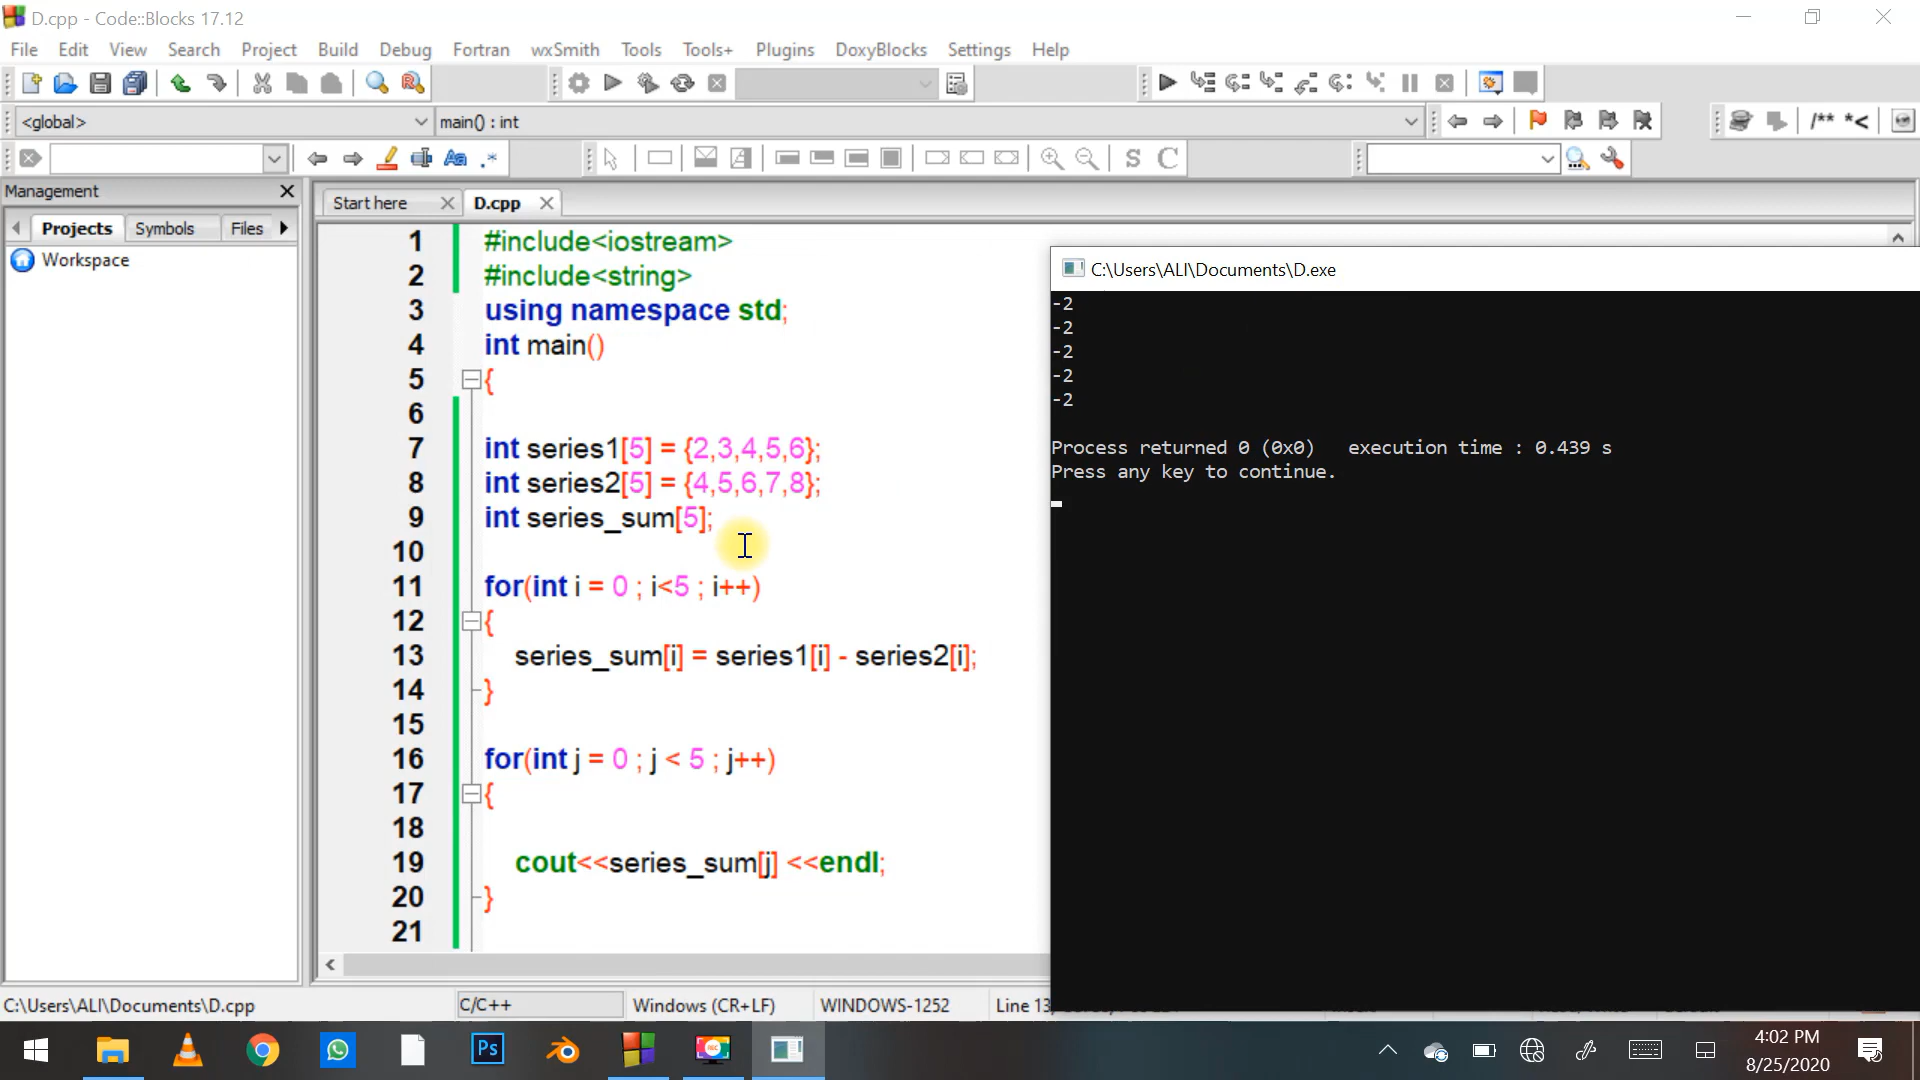 D.cpp - Code::Blocks 17.12
File Edit View Search Project Build Debug Fortran wxSmith Tools Tools+ Plugins DoxyBlocks Settings Help
<global> main() : int
/** *<
Aa .* S C
Management
Projects Symbols Files
Workspace
Start here D.cpp
1 #include<iostream>
2 #include<string>
3 using namespace std;
4 int main()
5 {
6
7 int series1[5] = {2,3,4,5,6};
8 int series2[5] = {4,5,6,7,8};
9 int series_sum[5];
10
11 for(int i = 0 ; i<5 ; i++)
12 {
13 series_sum[i] = series1[i] - series2[i];
14 }
15
16 for(int j = 0 ; j < 5 ; j++)
17 {
18
19 cout<<series_sum[j] <<endl;
20 }
21
C:\Users\ALI\Documents\D.exe
-2
-2
-2
-2
-2
Process returned 0 (0x0) execution time : 0.439 s
Press any key to continue.
C:\Users\ALI\Documents\D.cpp C/C++ Windows (CR+LF) WINDOWS-1252 Line 13
Ps
REC
4:02 PM
8/25/2020